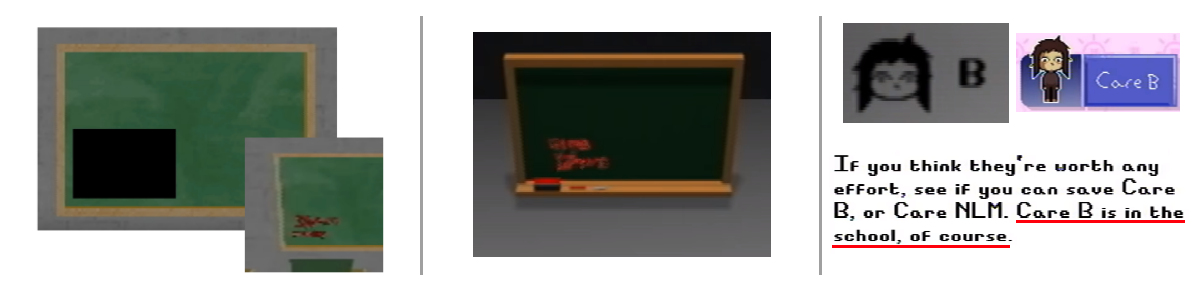 B
Care B
If you think they're worth any
effort, see if you can save Care
B, or Care NLM. Care B is in the
school, of course.